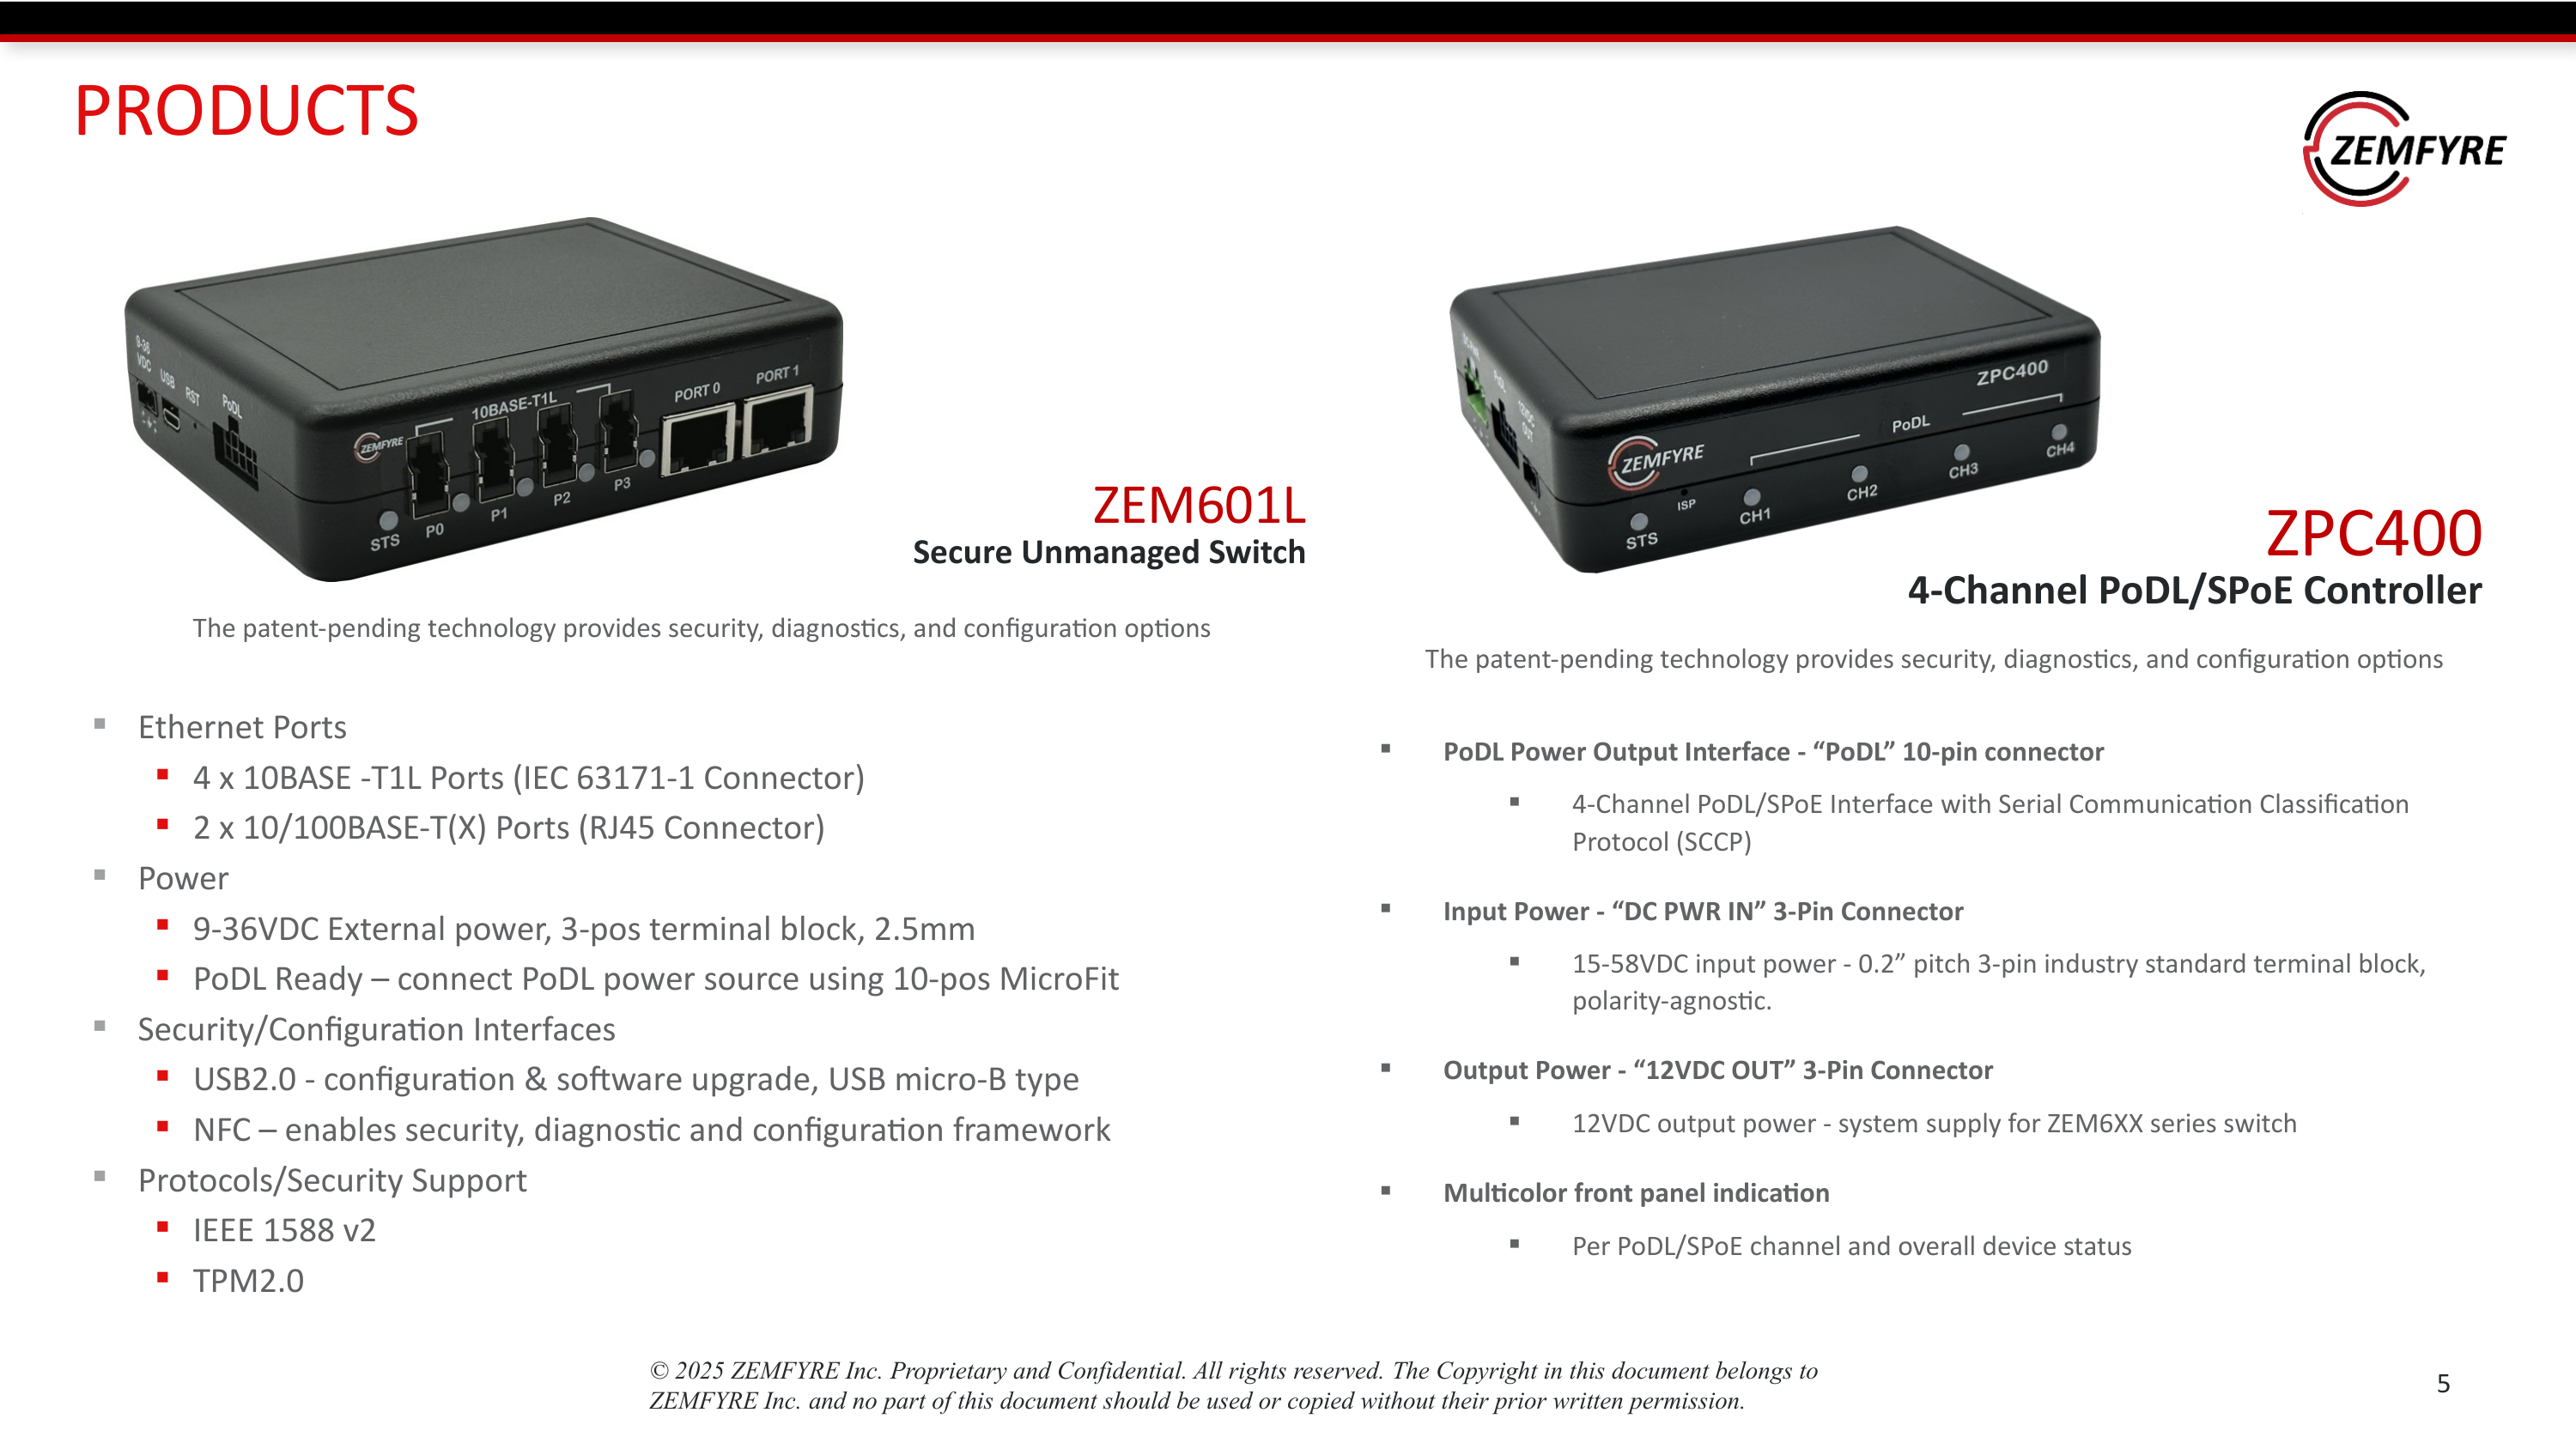 PRODUCTS
ZEMFYRE
9-36
VDC
USB
RST
PoDL
ZEMFYRE
10BASE-T1L
PORT 0
PORT 1
STS
P0
P1
P2
P3
ZEM601L
Secure Unmanaged Switch
The patent-pending technology provides security, diagnostics, and configuration options
▪ Ethernet Ports
▪ 4 x 10BASE -T1L Ports (IEC 63171-1 Connector)
▪ 2 x 10/100BASE-T(X) Ports (RJ45 Connector)
▪ Power
▪ 9-36VDC External power, 3-pos terminal block, 2.5mm
▪ PoDL Ready – connect PoDL power source using 10-pos MicroFit
▪ Security/Configuration Interfaces
▪ USB2.0 - configuration & software upgrade, USB micro-B type
▪ NFC – enables security, diagnostic and configuration framework
▪ Protocols/Security Support
▪ IEEE 1588 v2
▪ TPM2.0
PoDL
12VDC
OUT
ZPC400
PoDL
ZEMFYRE
ISP
STS
CH1
CH2
CH3
CH4
ZPC400
4-Channel PoDL/SPoE Controller
The patent-pending technology provides security, diagnostics, and configuration options
▪ PoDL Power Output Interface - “PoDL” 10-pin connector
▪ 4-Channel PoDL/SPoE Interface with Serial Communication Classification
Protocol (SCCP)
▪ Input Power - “DC PWR IN” 3-Pin Connector
▪ 15-58VDC input power - 0.2” pitch 3-pin industry standard terminal block,
polarity-agnostic.
▪ Output Power - “12VDC OUT” 3-Pin Connector
▪ 12VDC output power - system supply for ZEM6XX series switch
▪ Multicolor front panel indication
▪ Per PoDL/SPoE channel and overall device status
© 2025 ZEMFYRE Inc. Proprietary and Confidential. All rights reserved. The Copyright in this document belongs to
ZEMFYRE Inc. and no part of this document should be used or copied without their prior written permission.
5